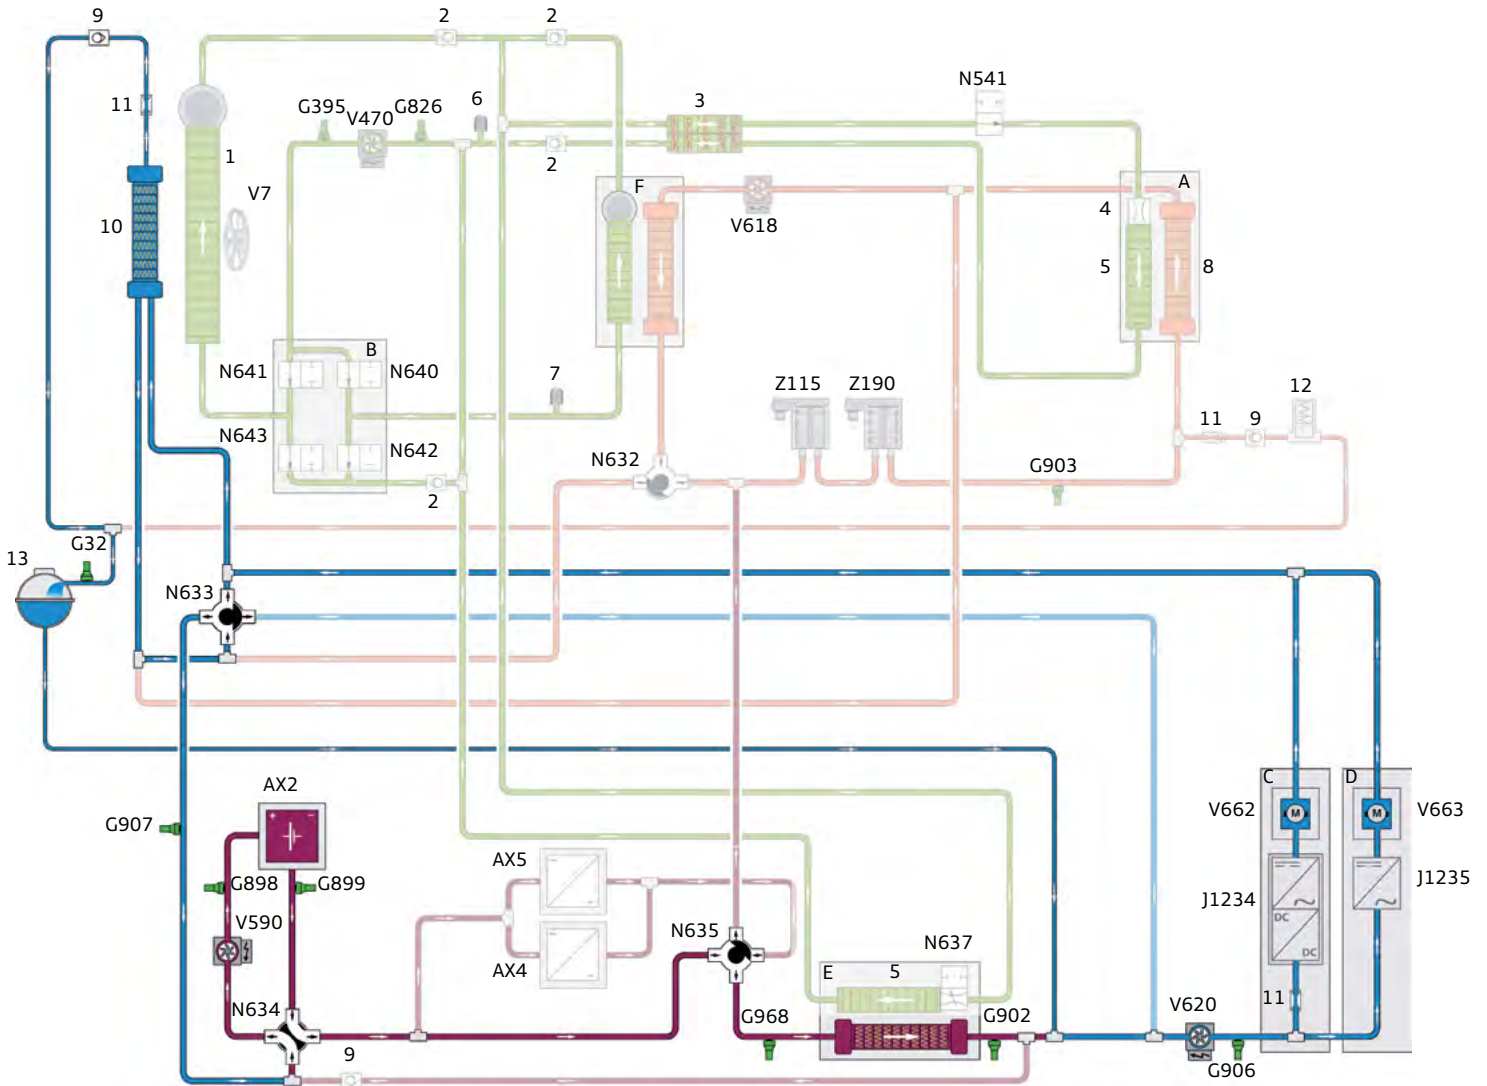 9
2
2
N541
11
G395
V470
G826
6
3
2
1
V7
F
A
10
V618
4
5
8
B
N641
N640
7
Z115
Z190
12
N643
N642
11
9
N632
G903
2
G32
13
N633
AX2
C
D
V662
M
M
V663
G907
+ −
AX5
G898
G899
J1235
J1234
V590
DC
N635
N637
DC
AX4
E
5
11
N634
G968
G902
V620
9
G906